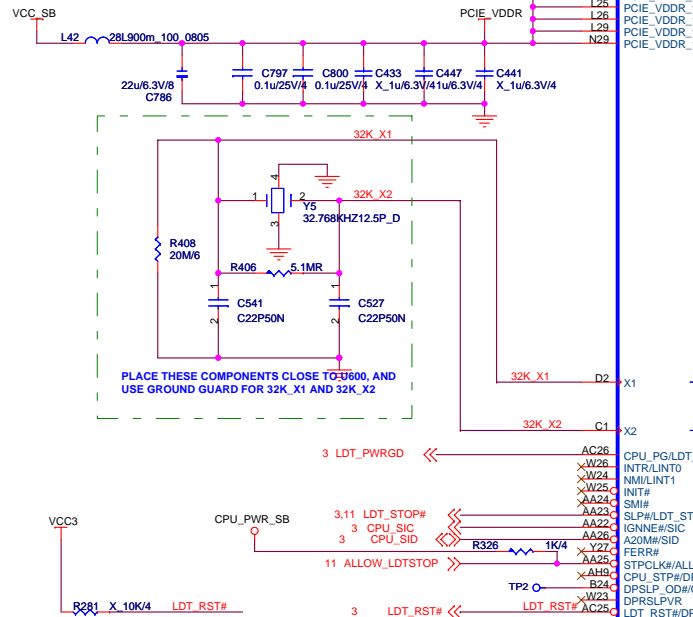 VCC_SB
PCIE_VDDR
L25
PCIE_VDDR_
L26
PCIE_VDDR_
L29
PCIE_VDDR_
N29
PCIE_VDDR_
L42 28L900m_100_0805
22u/6.3V/8
C786
C797
0.1u/25V/4
C800
0.1u/25V/4
C433
X_1u/6.3V/4
C447
1u/6.3V/4
C441
X_1u/6.3V/4
32K_X1
4
1
2
3
32K_X2
Y5
32.768KHZ12.5P_D
R408
20M/6
R406 5.1MR
1
C541
2
C22P50N
1
C527
2
C22P50N
PLACE THESE COMPONENTS CLOSE TO U600, AND
USE GROUND GUARD FOR 32K_X1 AND 32K_X2
32K_X1 D2 X1
32K_X2 C1 X2
3 LDT_PWRGD AC26 CPU_PG/LDT_
W26 INTR/LINT0
W24 NMI/LINT1
W25 INIT#
AA24 SMI#
3,11 LDT_STOP# AA23 SLP#/LDT_ST
3 CPU_SIC AA22 IGNNE#/SIC
3 CPU_SID AA26 A20M#/SID
R326 1K/4 Y27 FERR#
11 ALLOW_LDTSTOP AA25 STPCLK#/ALL
AH9 CPU_STP#/DP
TP2 B24 DPSLP_OD#/G
W23 DPRSLPVR
3 LDT_RST# LDT_RST# AC25 LDT_RST#/DP
VCC3
CPU_PWR_SB
R281 X_10K/4 LDT_RST#